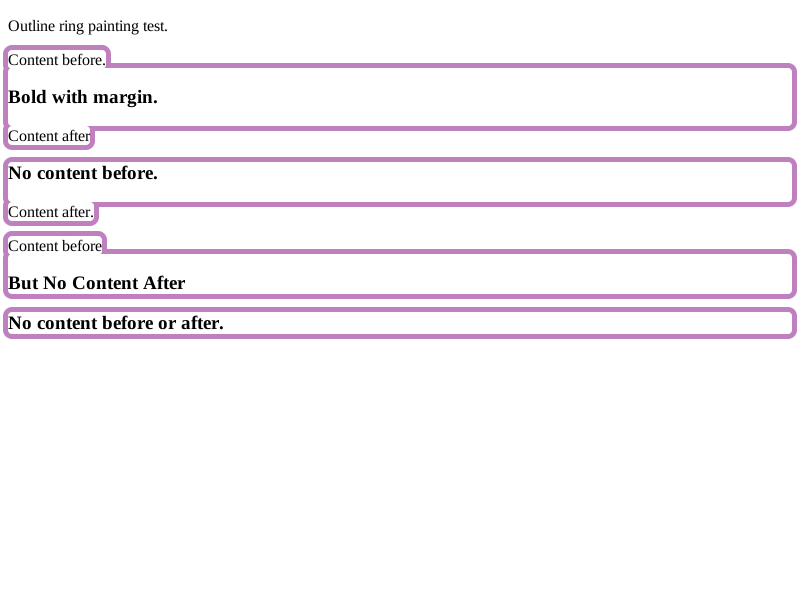 Outline ring painting test.
Content before.
Bold with margin.
Content after
No content before.
Content after.
Content before
But No Content After
No content before or after.